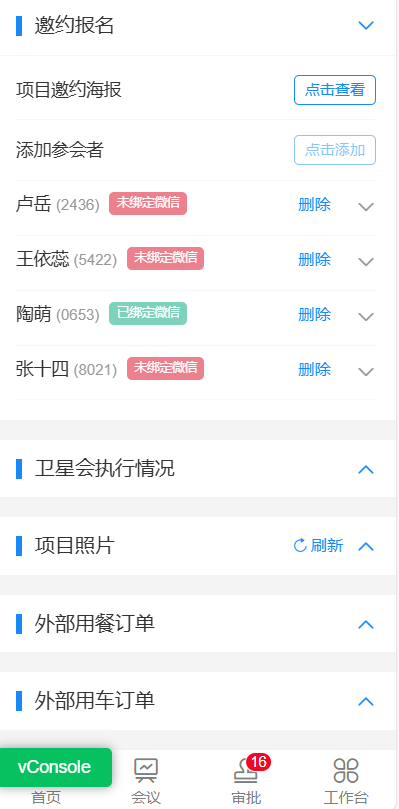 邀约报名
项目邀约海报 点击查看
添加参会者 点击添加
卢岳 (2436) 未绑定微信 删除
王依蕊 (5422) 未绑定微信 删除
陶萌 (0653) 已绑定微信 删除
张十四 (8021) 未绑定微信 删除
卫星会执行情况
项目照片 刷新
外部用餐订单
外部用车订单
vConsole
16
首页 会议 审批 工作台